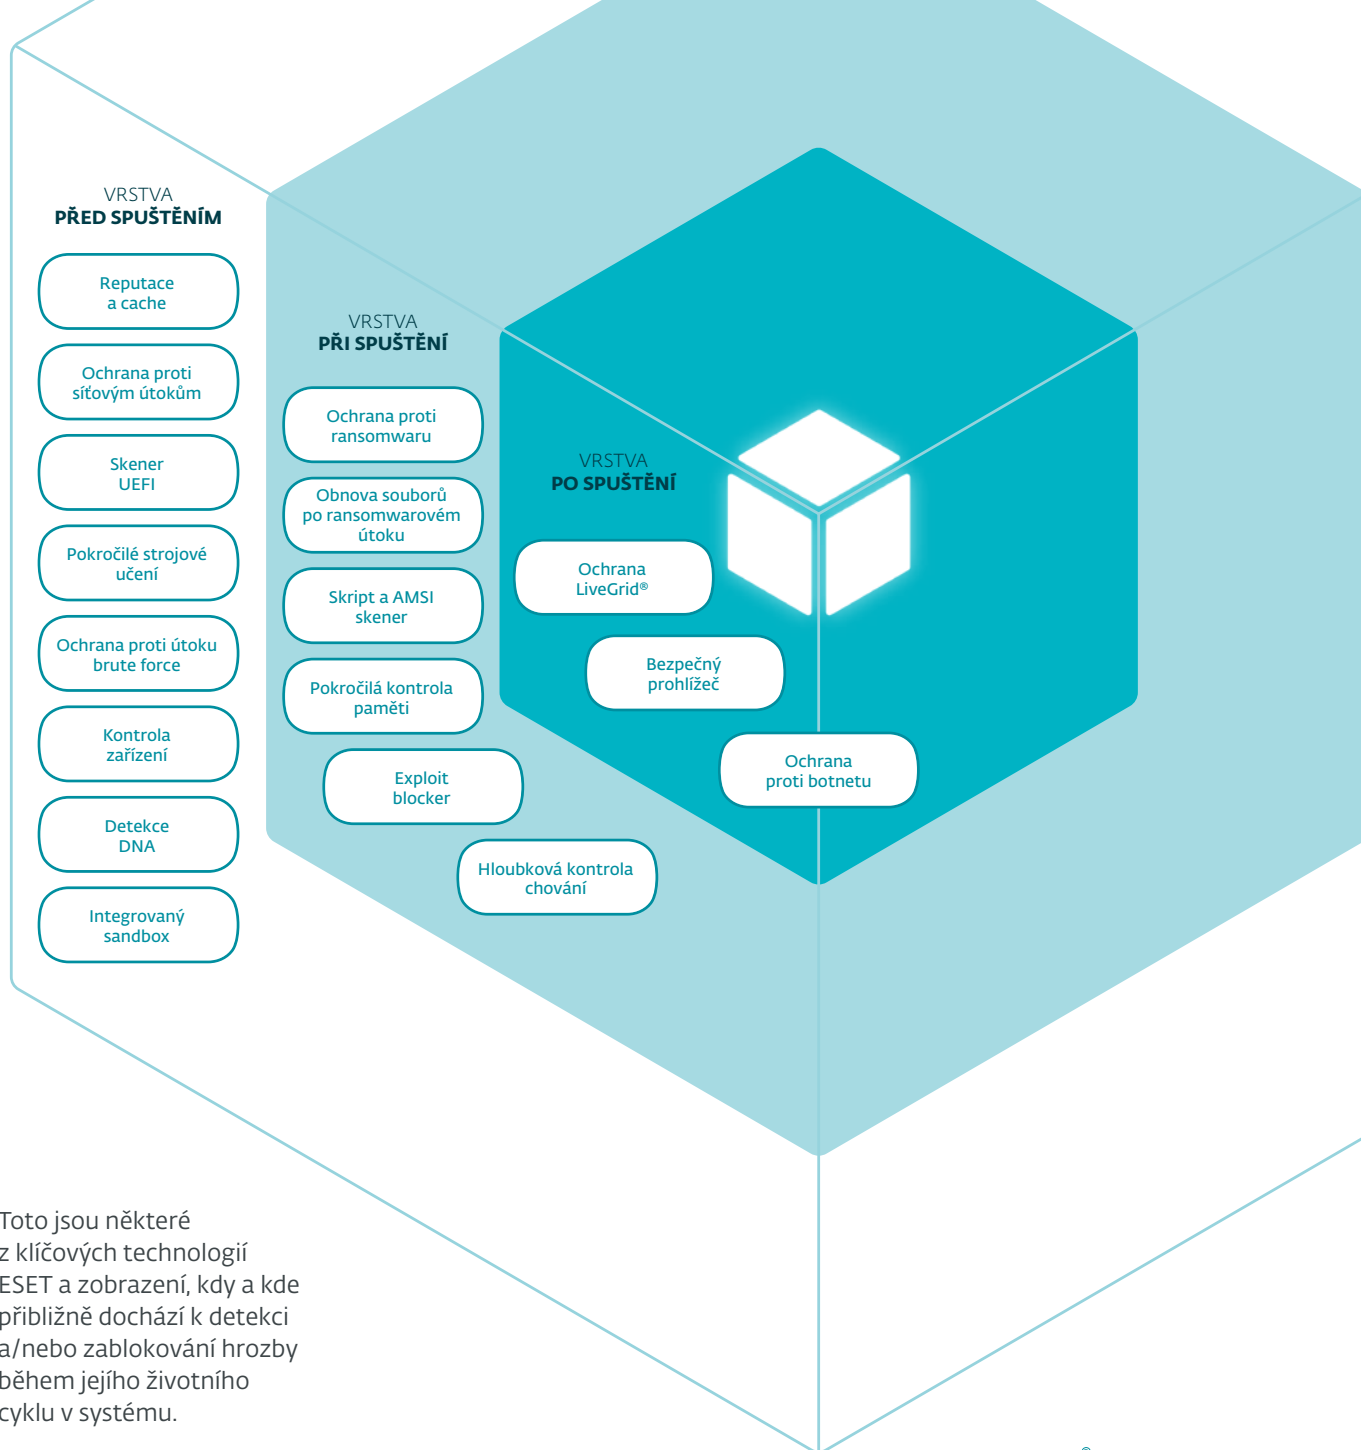 VRSTVA
PŘED SPUŠTĚNÍM
Reputace
a cache
Ochrana proti
síťovým útokům
Skener
UEFI
Pokročilé strojové
učení
Ochrana proti útoku
brute force
Kontrola
zařízení
Detekce
DNA
Integrovaný
sandbox
VRSTVA
PŘI SPUŠTĚNÍ
Ochrana proti
ransomwaru
Obnova souborů
po ransomwarovém
útoku
Skript a AMSI
skener
Pokročilá kontrola
paměti
Exploit
blocker
Hloubková kontrola
chování
VRSTVA
PO SPUŠTĚNÍ
Ochrana
LiveGrid®
Bezpečný
prohlížeč
Ochrana
proti botnetu
Toto jsou některé
z klíčových technologií
ESET a zobrazení, kdy a kde
přibližně dochází k detekci
a/nebo zablokování hrozby
během jejího životního
cyklu v systému.
®